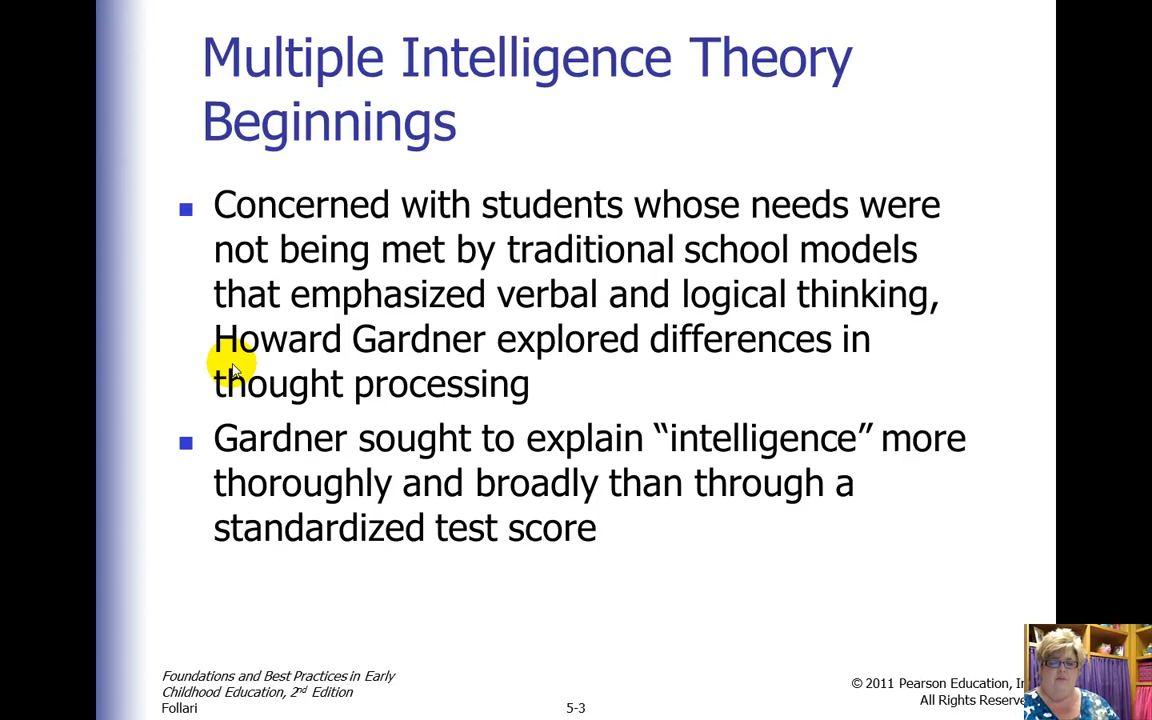 Multiple Intelligence Theory
Beginnings
Concerned with students whose needs were
not being met by traditional school models
that emphasized verbal and logical thinking,
Howard Gardner explored differences in
thought processing
Gardner sought to explain “intelligence” more
thoroughly and broadly than through a
standardized test score
Foundations and Best Practices in Early
Childhood Education, 2nd Edition
Follari
5-3
© 2011 Pearson Education,
All Rights